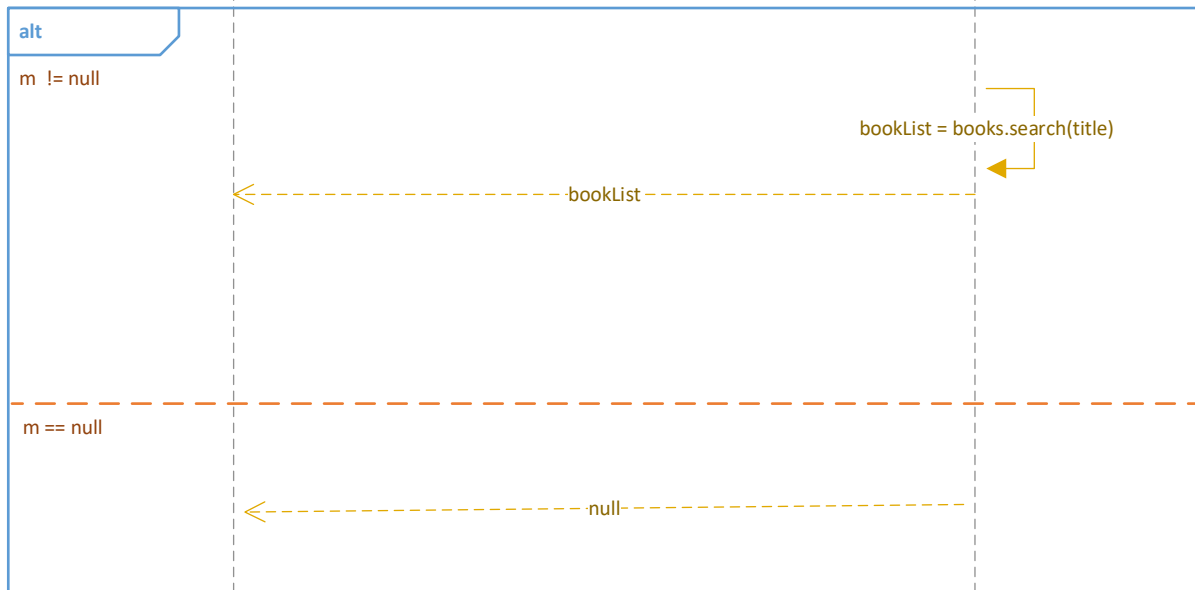 alt
m  != null
bookList = books.search(title)
bookList
m == null
null